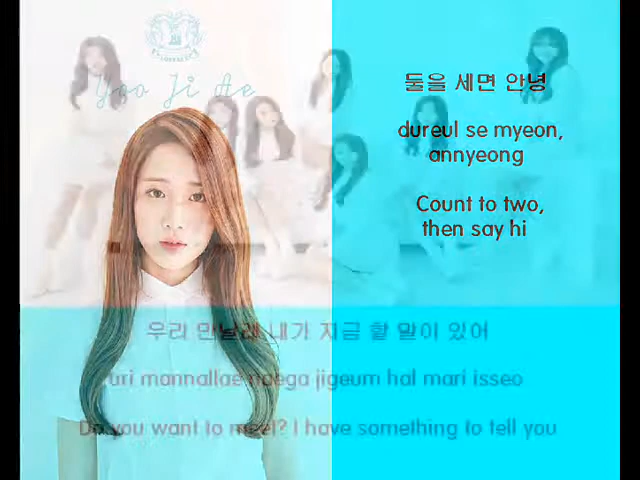 Yoo Ji Ae
둘을 세면 안녕
dureul se myeon,
annyeong
Count to two,
then say hi
우리 만날래 내가 지금 할 말이 있어
uri mannallae naega jigeum hal mari isseo
Do you want to meet? I have something to tell you